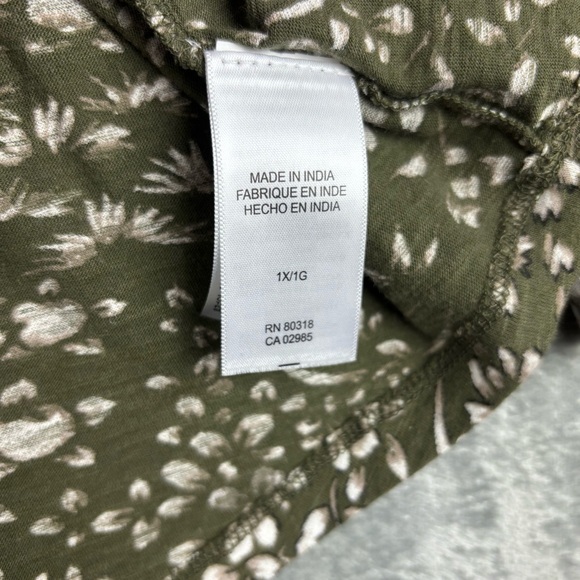 MADE IN INDIA
FABRIQUE EN INDE
HECHO EN INDIA
1X/1G
RN 80318
CA 02985